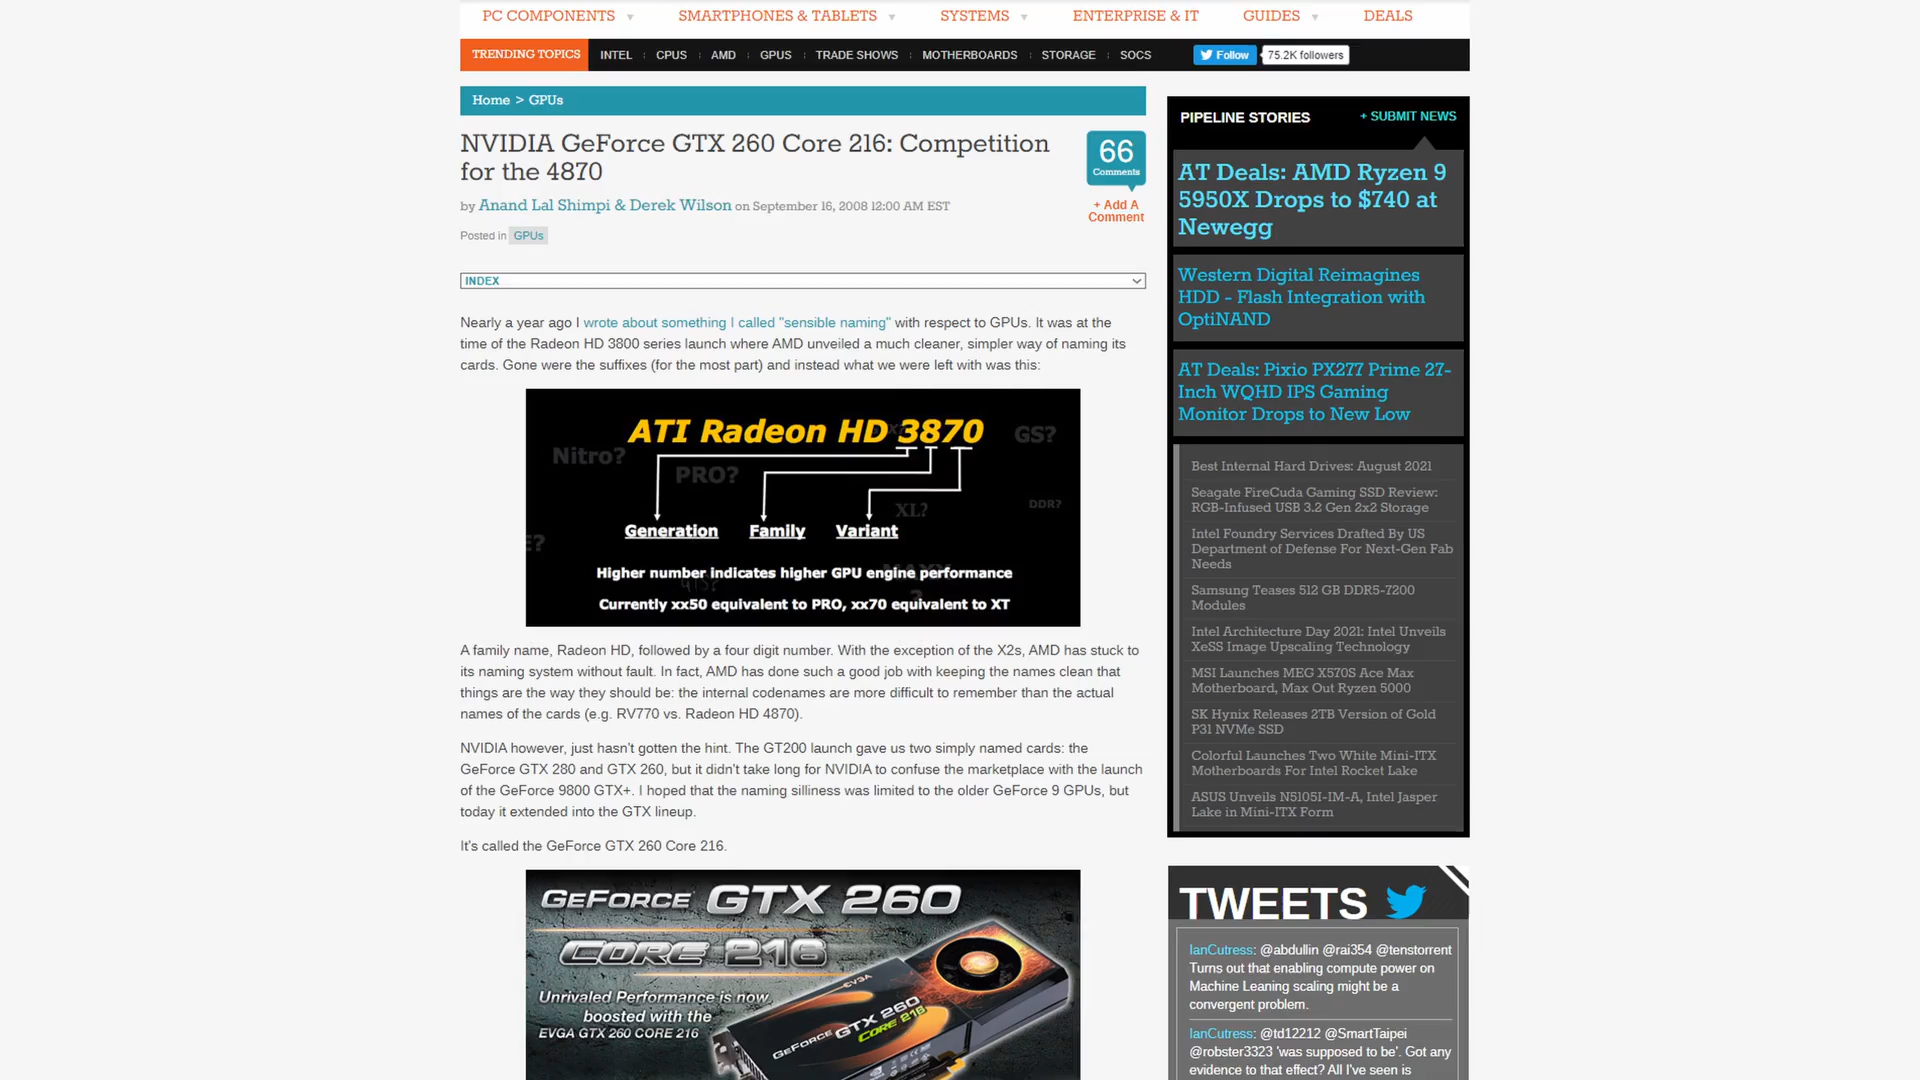 PC COMPONENTS
SMARTPHONES & TABLETS
SYSTEMS
ENTERPRISE & IT
GUIDES
DEALS
TRENDING TOPICS
INTEL
CPUS
AMD
GPUS
TRADE SHOWS
MOTHERBOARDS
STORAGE
SOCS
Follow
75.2K followers
Home > GPUs
NVIDIA GeForce GTX 260 Core 216: Competition
for the 4870
by Anand Lal Shimpi & Derek Wilson on September 16, 2008 12:00 AM EST
Posted in GPUs
66
Comments
+ Add A
Comment
INDEX
Nearly a year ago I wrote about something I called "sensible naming" with respect to GPUs. It was at the
time of the Radeon HD 3800 series launch where AMD unveiled a much cleaner, simpler way of naming its
cards. Gone were the suffixes (for the most part) and instead what we were left with was this:
ATI Radeon HD 3870
GS?
Nitro?
PRO?
XL?
DDR?
E?
Generation Family Variant
Higher number indicates higher GPU engine performance
Currently xx50 equivalent to PRO, xx70 equivalent to XT
A family name, Radeon HD, followed by a four digit number. With the exception of the X2s, AMD has stuck to
its naming system without fault. In fact, AMD has done such a good job with keeping the names clean that
things are the way they should be: the internal codenames are more difficult to remember than the actual
names of the cards (e.g. RV770 vs. Radeon HD 4870).
NVIDIA however, just hasn't gotten the hint. The GT200 launch gave us two simply named cards: the
GeForce GTX 280 and GTX 260, but it didn't take long for NVIDIA to confuse the marketplace with the launch
of the GeForce 9800 GTX+. I hoped that the naming silliness was limited to the older GeForce 9 GPUs, but
today it extended into the GTX lineup.
It's called the GeForce GTX 260 Core 216.
GEFORCE GTX 260
CORE 216
Unrivaled Performance is now,
boosted with the
EVGA GTX 260 CORE 216
EVGA
GEFORCE GTX 260
CORE 216
PIPELINE STORIES
+ SUBMIT NEWS
AT Deals: AMD Ryzen 9
5950X Drops to $740 at
Newegg
Western Digital Reimagines
HDD - Flash Integration with
OptiNAND
AT Deals: Pixio PX277 Prime 27-
Inch WQHD IPS Gaming
Monitor Drops to New Low
Best Internal Hard Drives: August 2021
Seagate FireCuda Gaming SSD Review:
RGB-Infused USB 3.2 Gen 2x2 Storage
Intel Foundry Services Drafted By US
Department of Defense For Next-Gen Fab
Needs
Samsung Teases 512 GB DDR5-7200
Modules
Intel Architecture Day 2021: Intel Unveils
XeSS Image Upscaling Technology
MSI Launches MEG X570S Ace Max
Motherboard, Max Out Ryzen 5000
SK Hynix Releases 2TB Version of Gold
P31 NVMe SSD
Colorful Launches Two White Mini-ITX
Motherboards For Intel Rocket Lake
ASUS Unveils N5105I-IM-A, Intel Jasper
Lake in Mini-ITX Form
TWEETS
IanCutress: @abdullin @rai354 @tenstorrent
Turns out that enabling compute power on
Machine Leaning scaling might be a
convergent problem.
IanCutress: @td12212 @SmartTaipei
@robster3323 'was supposed to be'. Got any
evidence to that effect? All I've seen is